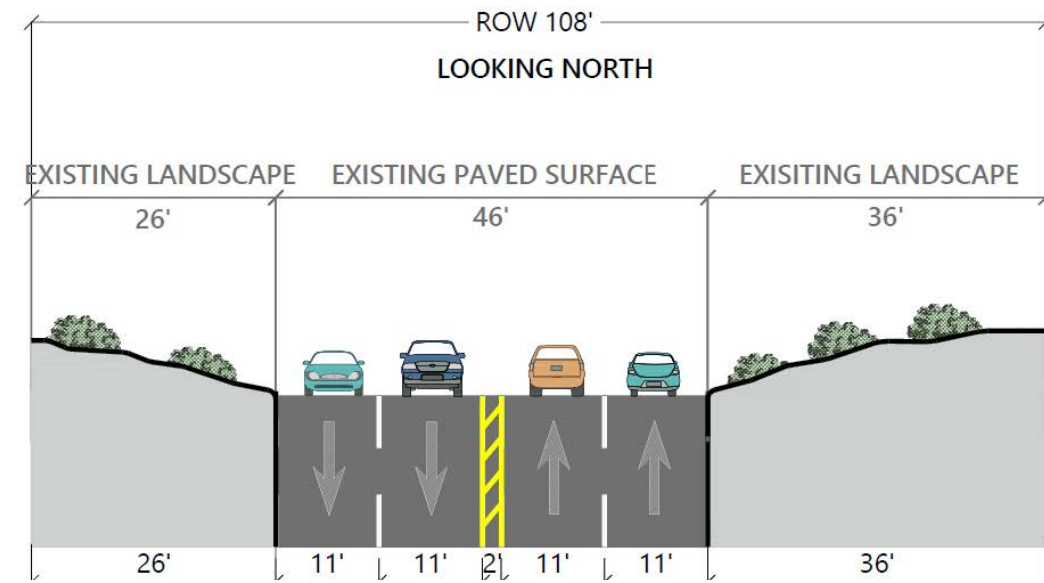 ROW 108'
LOOKING NORTH
EXISTING LANDSCAPE EXISTING PAVED SURFACE EXISITING LANDSCAPE
26' 46' 36'
26' 11' 11' 2' 11' 11' 36'